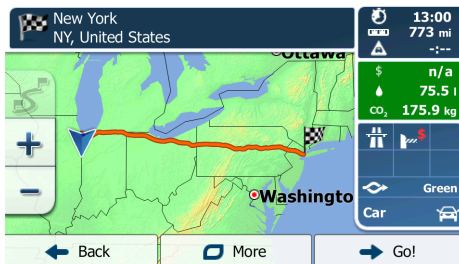 New York
NY, United States
13:00
773 mi
-:--
$ n/a
75.5 l
CO₂ 175.9 kg
Ottawa
$
Washingto
Green
Car
Back
More
Go!